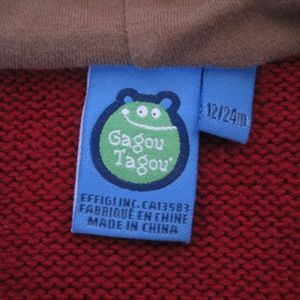 Gagou
Tagou
12/24m
EFFIGI INC. CA13583
FABRIQUÉ EN CHINE
MADE IN CHINA